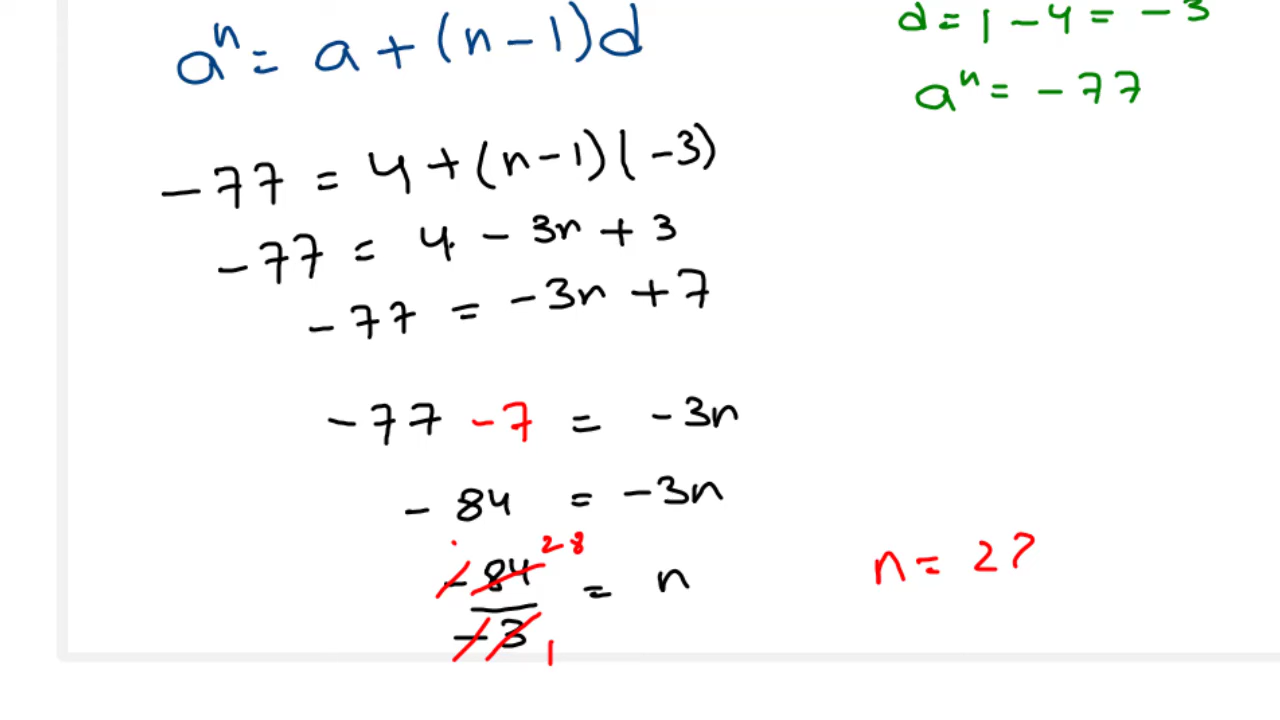 aⁿ = a + (n - 1)d
d = 1 - 4 = -3
aⁿ = -77
-77 = 4 + (n - 1)(-3)
-77 = 4 - 3n + 3
-77 = -3n + 7
-77 - 7 = -3n
-84 = -3n
-84 28 = n
-3 1
n = 2